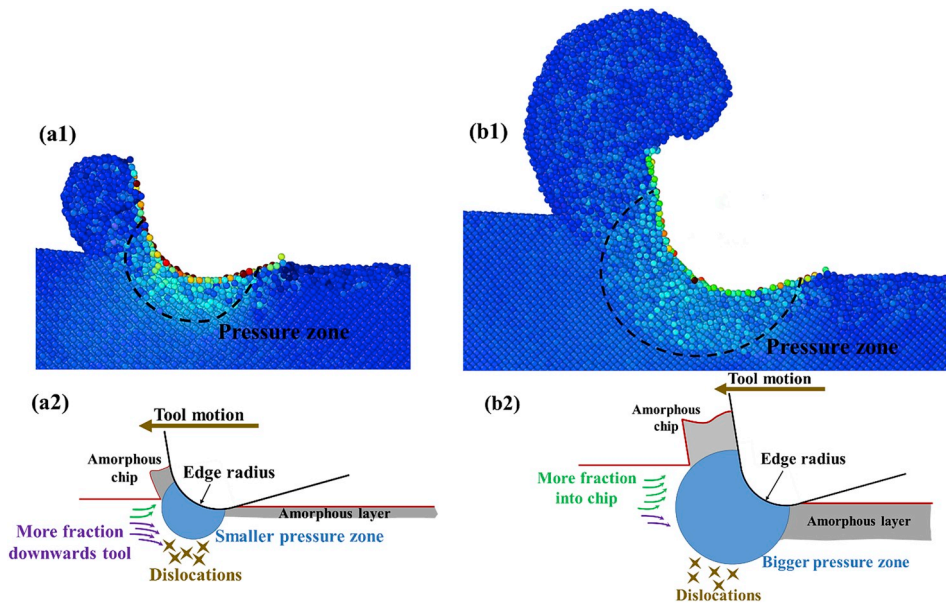 (a1)
Pressure zone
(b1)
Pressure zone
(a2)
Tool motion
Amorphous
chip
Edge radius
More fraction
downwards tool
Amorphous layer
Smaller pressure zone
Dislocations
(b2)
Tool motion
Amorphous
chip
Edge radius
More fraction
into chip
Amorphous layer
Bigger pressure zone
Dislocations